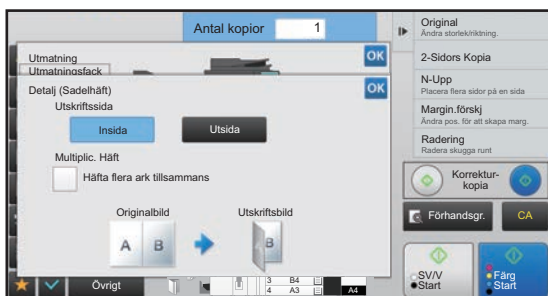 Antal kopior 1
Utmatning OK
Utmatningsfack
Detalj (Sadelhäft) OK
Utskriftssida
Insida Utsida
Multiplic. Häft
Häfta flera ark tillsammans
Originalbild Utskriftsbild
A B B
Övrigt
3 B4
4 A3 A4
Original
Ändra storlek/riktning.
2-Sidors Kopia
N-Upp
Placera flera sidor på en sida
Margin.förskj
Ändra pos. för att skapa marg.
Radering
Radera skugga runt
Korrektur-
kopia
Förhandsgr. CA
SV/V
Start
Färg
Start